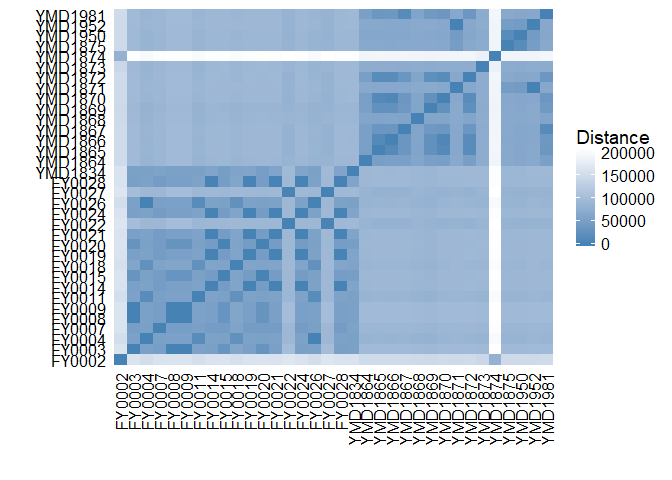 YMD1981
YMD1952
YMD1950
YMD1875
YMD1874
YMD1873
YMD1872
YMD1871
YMD1870
YMD1869
YMD1868
YMD1867
YMD1866
YMD1865
YMD1864
YMD1834
FY0028
FY0027
FY0026
FY0024
FY0022
FY0021
FY0020
FY0019
FY0018
FY0015
FY0014
FY0011
FY0009
FY0008
FY0007
FY0004
FY0003
FY0002
FY0002
FY0003
FY0004
FY0007
FY0008
FY0009
FY0011
FY0014
FY0015
FY0018
FY0019
FY0020
FY0021
FY0022
FY0024
FY0026
FY0027
FY0028
YMD1834
YMD1864
YMD1865
YMD1866
YMD1867
YMD1868
YMD1869
YMD1870
YMD1871
YMD1872
YMD1873
YMD1874
YMD1875
YMD1950
YMD1952
YMD1981
Distance
200000
150000
100000
50000
0